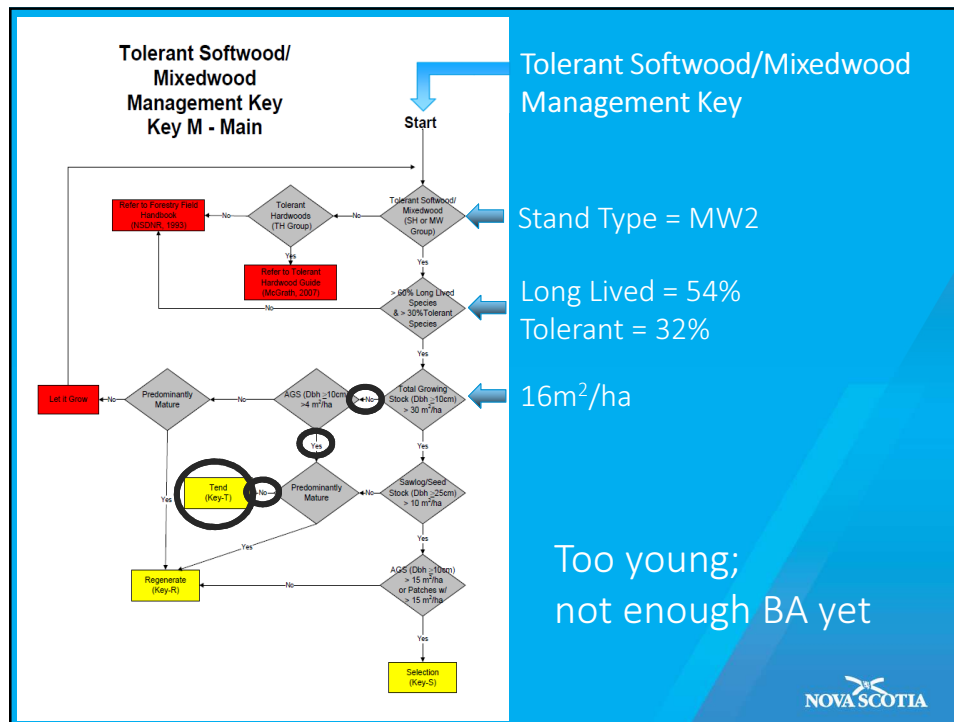 Tolerant Softwood/
Mixedwood
Management Key
Key M - Main
Start
Tolerant Softwood/
Mixedwood
(SH or MW
Group)
No
Tolerant
Hardwoods
(TH Group)
No
Refer to Forestry Field
Handbook
(NSDNR, 1993)
Yes
Refer to Tolerant
Hardwood Guide
(McGrath, 2007)
Yes
> 60% Long Lived
Species
& > 30%Tolerant
Species
No
Yes
Total Growing
Stock (Dbh ≥10cm)
> 30 m²/ha
No
AGS (Dbh ≥10cm)
>4 m²/ha
No
Predominantly
Mature
No
Let it Grow
Yes
Yes
Yes
Sawlog/Seed
Stock (Dbh ≥25cm)
> 10 m²/ha
No
Predominantly
Mature
No
Tend
(Key-T)
Yes
Yes
AGS (Dbh ≥10cm)
> 15 m²/ha
or Patches w/
> 15 m²/ha
No
Regenerate
(Key-R)
Yes
Selection
(Key-S)
Tolerant Softwood/Mixedwood
Management Key
Stand Type = MW2
Long Lived = 54%
Tolerant = 32%
16m²/ha
Too young;
not enough BA yet
NOVA SCOTIA